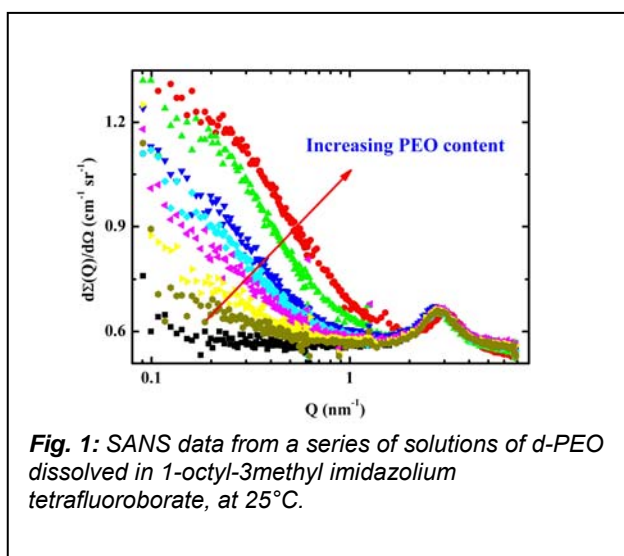 1.2
0.9
0.6
0.1
1
Increasing PEO content
dΣ(Q)/dΩ (cm⁻¹ sr⁻¹)
Q (nm⁻¹)
Fig. 1: SANS data from a series of solutions of d-PEO
dissolved in 1-octyl-3methyl imidazolium
tetrafluoroborate, at 25°C.